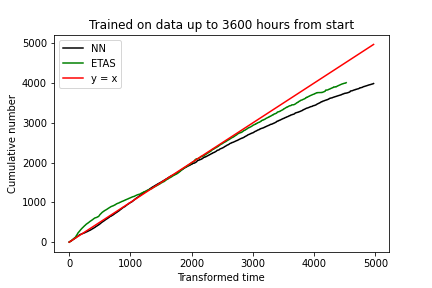 Trained on data up to 3600 hours from start
NN
ETAS
y = x
5000
4000
3000
2000
1000
0
Cumulative number
0 1000 2000 3000 4000 5000
Transformed time